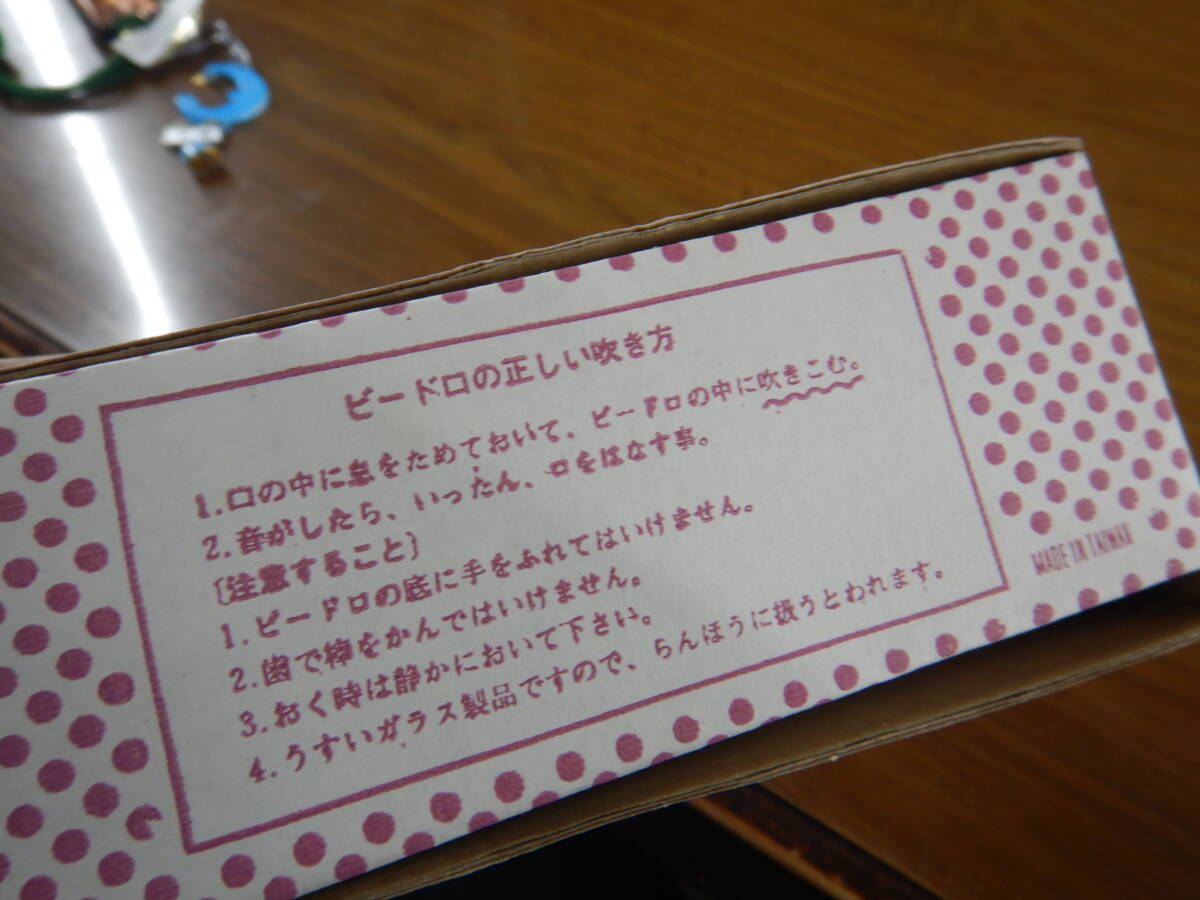 ビードロの正しい吹き方
1.口の中に息をためておいて、ビードロの中に吹きこむ。
2.音がしたら、いったん、口をはなす事。
〔注意すること〕
1.ビードロの底に手をふれてはいけません。
2.歯で棒をかんではいけません。
3.おく時は静かにおいて下さい。
4.うすいガラス製品ですので、らんぼうに扱うとわれます。
MADE IN TAIWAN